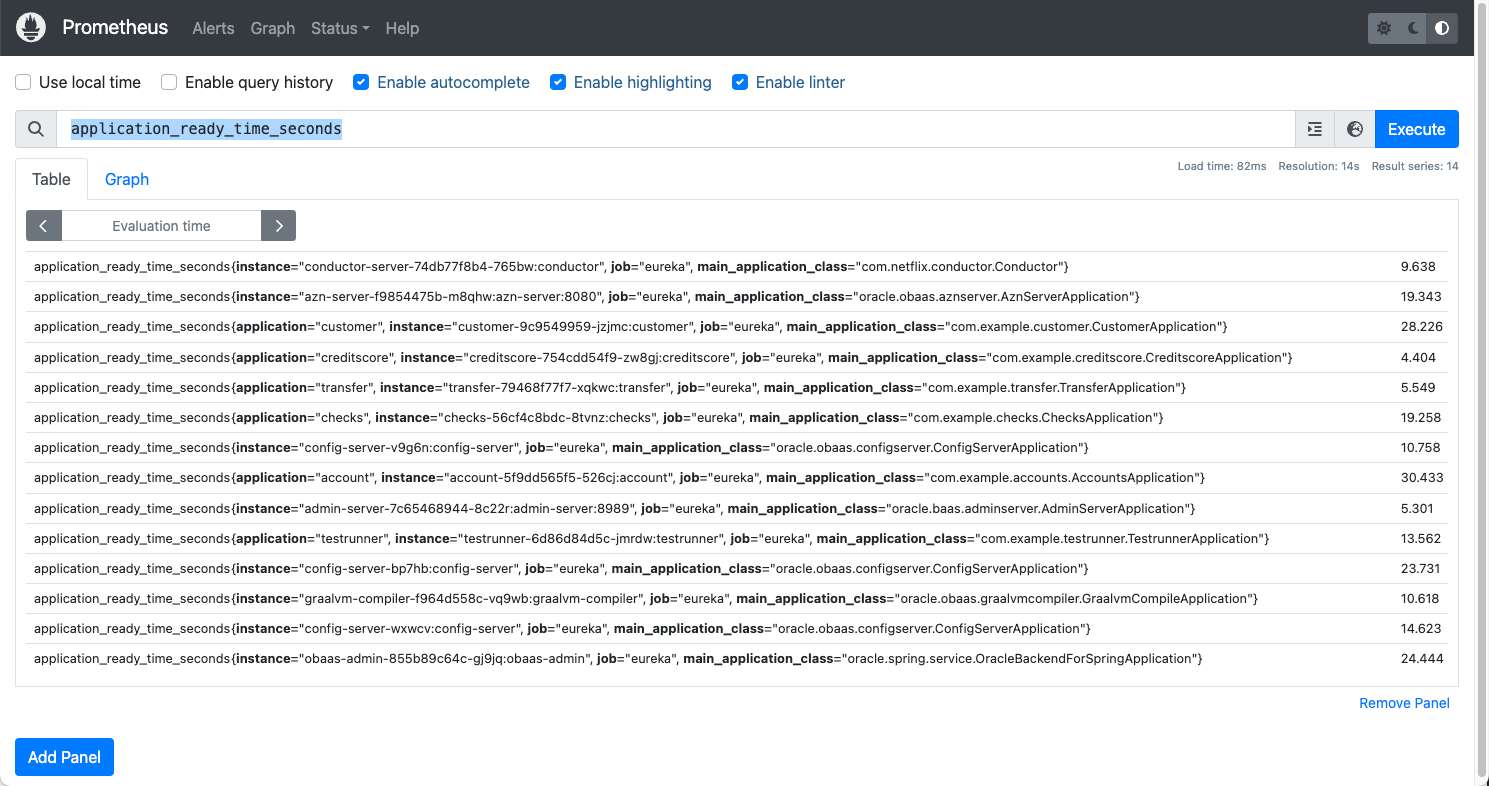 Prometheus Alerts Graph Status Help
Use local time Enable query history Enable autocomplete Enable highlighting Enable linter
application_ready_time_seconds Execute
Table Graph Load time: 82ms Resolution: 14s Result series: 14
Evaluation time
application_ready_time_seconds{instance="conductor-server-74db77f8b4-765bw:conductor", job="eureka", main_application_class="com.netflix.conductor.Conductor"} 9.638
application_ready_time_seconds{instance="azn-server-f9854475b-m8qhw:azn-server:8080", job="eureka", main_application_class="oracle.obaas.aznserver.AznServerApplication"} 19.343
application_ready_time_seconds{application="customer", instance="customer-9c9549959-jzjmc:customer", job="eureka", main_application_class="com.example.customer.CustomerApplication"} 28.226
application_ready_time_seconds{application="creditscore", instance="creditscore-754cdd54f9-zw8gj:creditscore", job="eureka", main_application_class="com.example.creditscore.CreditscoreApplication"} 4.404
application_ready_time_seconds{application="transfer", instance="transfer-79468f77f7-xqkwc:transfer", job="eureka", main_application_class="com.example.transfer.TransferApplication"} 5.549
application_ready_time_seconds{application="checks", instance="checks-56cf4c8bdc-8tvnz:checks", job="eureka", main_application_class="com.example.checks.ChecksApplication"} 19.258
application_ready_time_seconds{instance="config-server-v9g6n:config-server", job="eureka", main_application_class="oracle.obaas.configserver.ConfigServerApplication"} 10.758
application_ready_time_seconds{application="account", instance="account-5f9dd565f5-526cj:account", job="eureka", main_application_class="com.example.accounts.AccountsApplication"} 30.433
application_ready_time_seconds{instance="admin-server-7c65468944-8c22r:admin-server:8989", job="eureka", main_application_class="oracle.baas.adminserver.AdminServerApplication"} 5.301
application_ready_time_seconds{application="testrunner", instance="testrunner-6d86d84d5c-jmrdw:testrunner", job="eureka", main_application_class="com.example.testrunner.TestrunnerApplication"} 13.562
application_ready_time_seconds{instance="config-server-bp7hb:config-server", job="eureka", main_application_class="oracle.obaas.configserver.ConfigServerApplication"} 23.731
application_ready_time_seconds{instance="graalvm-compiler-f964d558c-vq9wb:graalvm-compiler", job="eureka", main_application_class="oracle.obaas.graalvmcompiler.GraalvmCompileApplication"} 10.618
application_ready_time_seconds{instance="config-server-wxwcv:config-server", job="eureka", main_application_class="oracle.obaas.configserver.ConfigServerApplication"} 14.623
application_ready_time_seconds{instance="obaas-admin-855b89c64c-gj9jq:obaas-admin", job="eureka", main_application_class="oracle.spring.service.OracleBackendForSpringApplication"} 24.444
Remove Panel
Add Panel